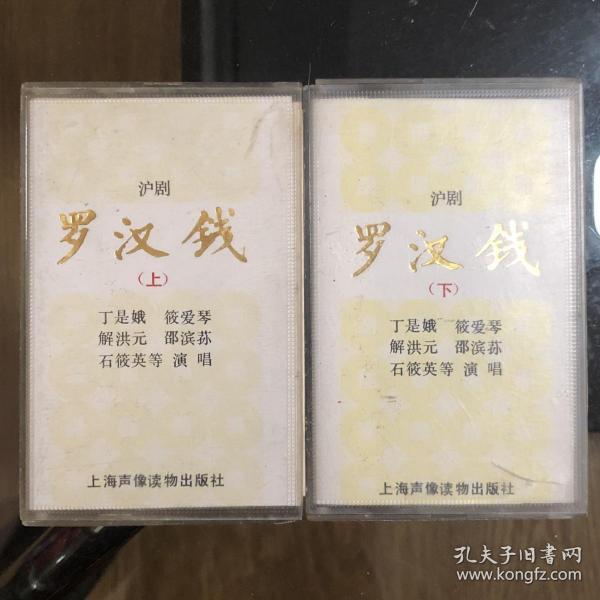 沪剧
罗汉钱
(上)
丁是娥 筱爱琴
解洪元 邵滨荪
石筱英等 演唱
上海声像读物出版社
沪剧
罗汉钱
(下)
丁是娥 筱爱琴
解洪元 邵滨荪
石筱英等 演唱
上海声像读物出版社
孔夫子旧書网
www.kongfz.com